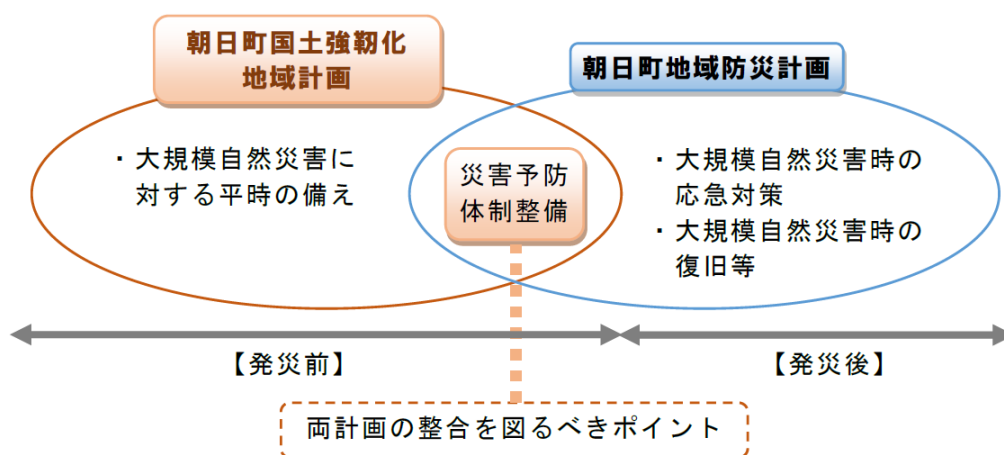 朝日町国土強靭化
地域計画
朝日町地域防災計画
・大規模自然災害に
対する平時の備え
災害予防
体制整備
・大規模自然災害時の
応急対策
・大規模自然災害時の
復旧等
【発災前】
【発災後】
両計画の整合を図るべきポイント